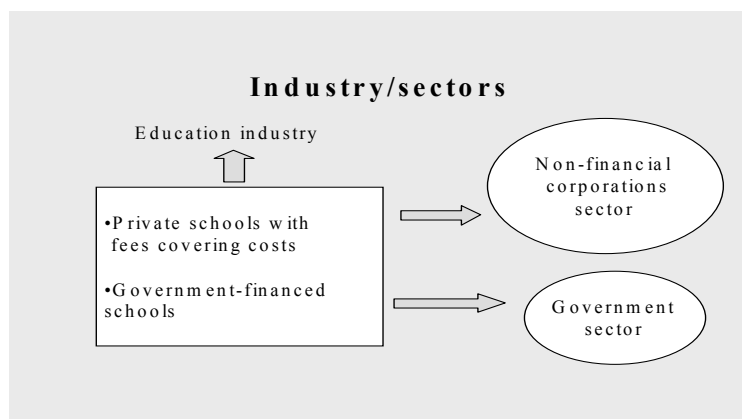 Industry/sectors
Education industry
•Private schools with
fees covering costs
•Government-financed
schools
Non-financial
corporations
sector
Government
sector